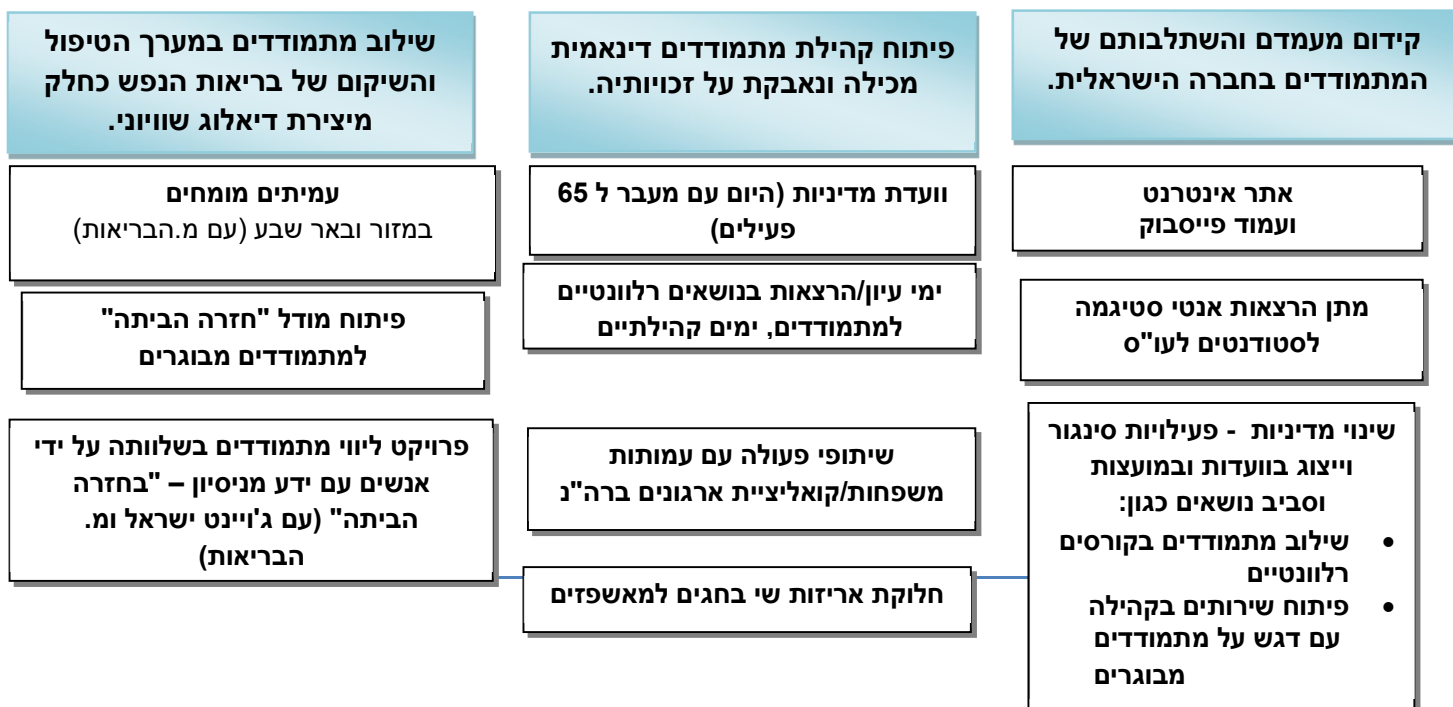 קידום מעמדם והשתלבותם של
המתמודדים בחברה הישראלית.
אתר אינטרנט
ועמוד פייסבוק
מתן הרצאות אנטי סטיגמה
לסטודנטים לעו"ס
שינוי מדיניות - פעילויות סינגור
וייצוג בוועדות ובמועצות
וסביב נושאים כגון:
• שילוב מתמודדים בקורסים
רלוונטיים
• פיתוח שירותים בקהילה
עם דגש על מתמודדים
מבוגרים
פיתוח קהילת מתמודדים דינאמית
מכילה ונאבקת על זכויותיה.
וועדת מדיניות (היום עם מעבר ל 65
פעילים)
ימי עיון/הרצאות בנושאים רלוונטיים
למתמודדים, ימים קהילתיים
שיתופי פעולה עם עמותות
משפחות/קואליציית ארגונים ברה"נ
חלוקת אריזות שי בחגים למאשפזים
שילוב מתמודדים במערך הטיפול
והשיקום של בריאות הנפש כחלק
מיצירת דיאלוג שוויוני.
עמיתים מומחים
במזור ובאר שבע (עם מ.הבריאות)
פיתוח מודל "חזרה הביתה"
למתמודדים מבוגרים
פרויקט ליווי מתמודדים בשלוותה על ידי
אנשים עם ידע מניסיון – "בחזרה
הביתה" (עם ג'ויינט ישראל ומ.
הבריאות)